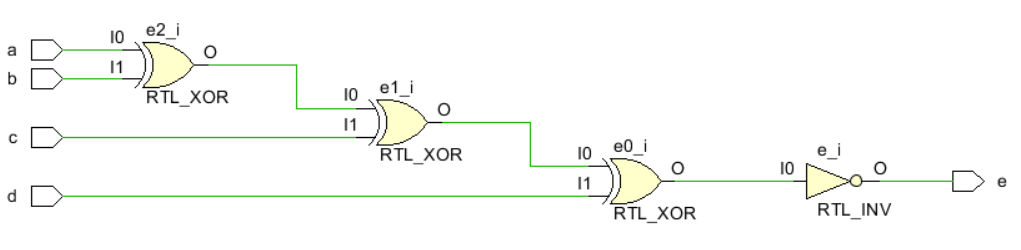 a I0 e2_i O
b I1 RTL_XOR
I0 e1_i O
c I1 RTL_XOR
I0 e0_i O
d I1 RTL_XOR
I0 e_i O e
RTL_INV